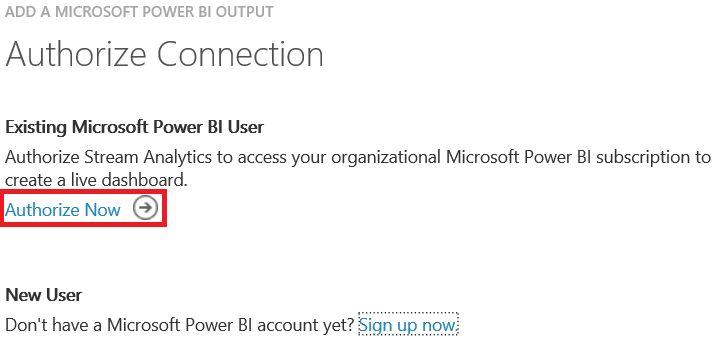 ADD A MICROSOFT POWER BI OUTPUT
Authorize Connection
Existing Microsoft Power BI User
Authorize Stream Analytics to access your organizational Microsoft Power BI subscription to
create a live dashboard.
Authorize Now
New User
Don't have a Microsoft Power BI account yet? Sign up now.